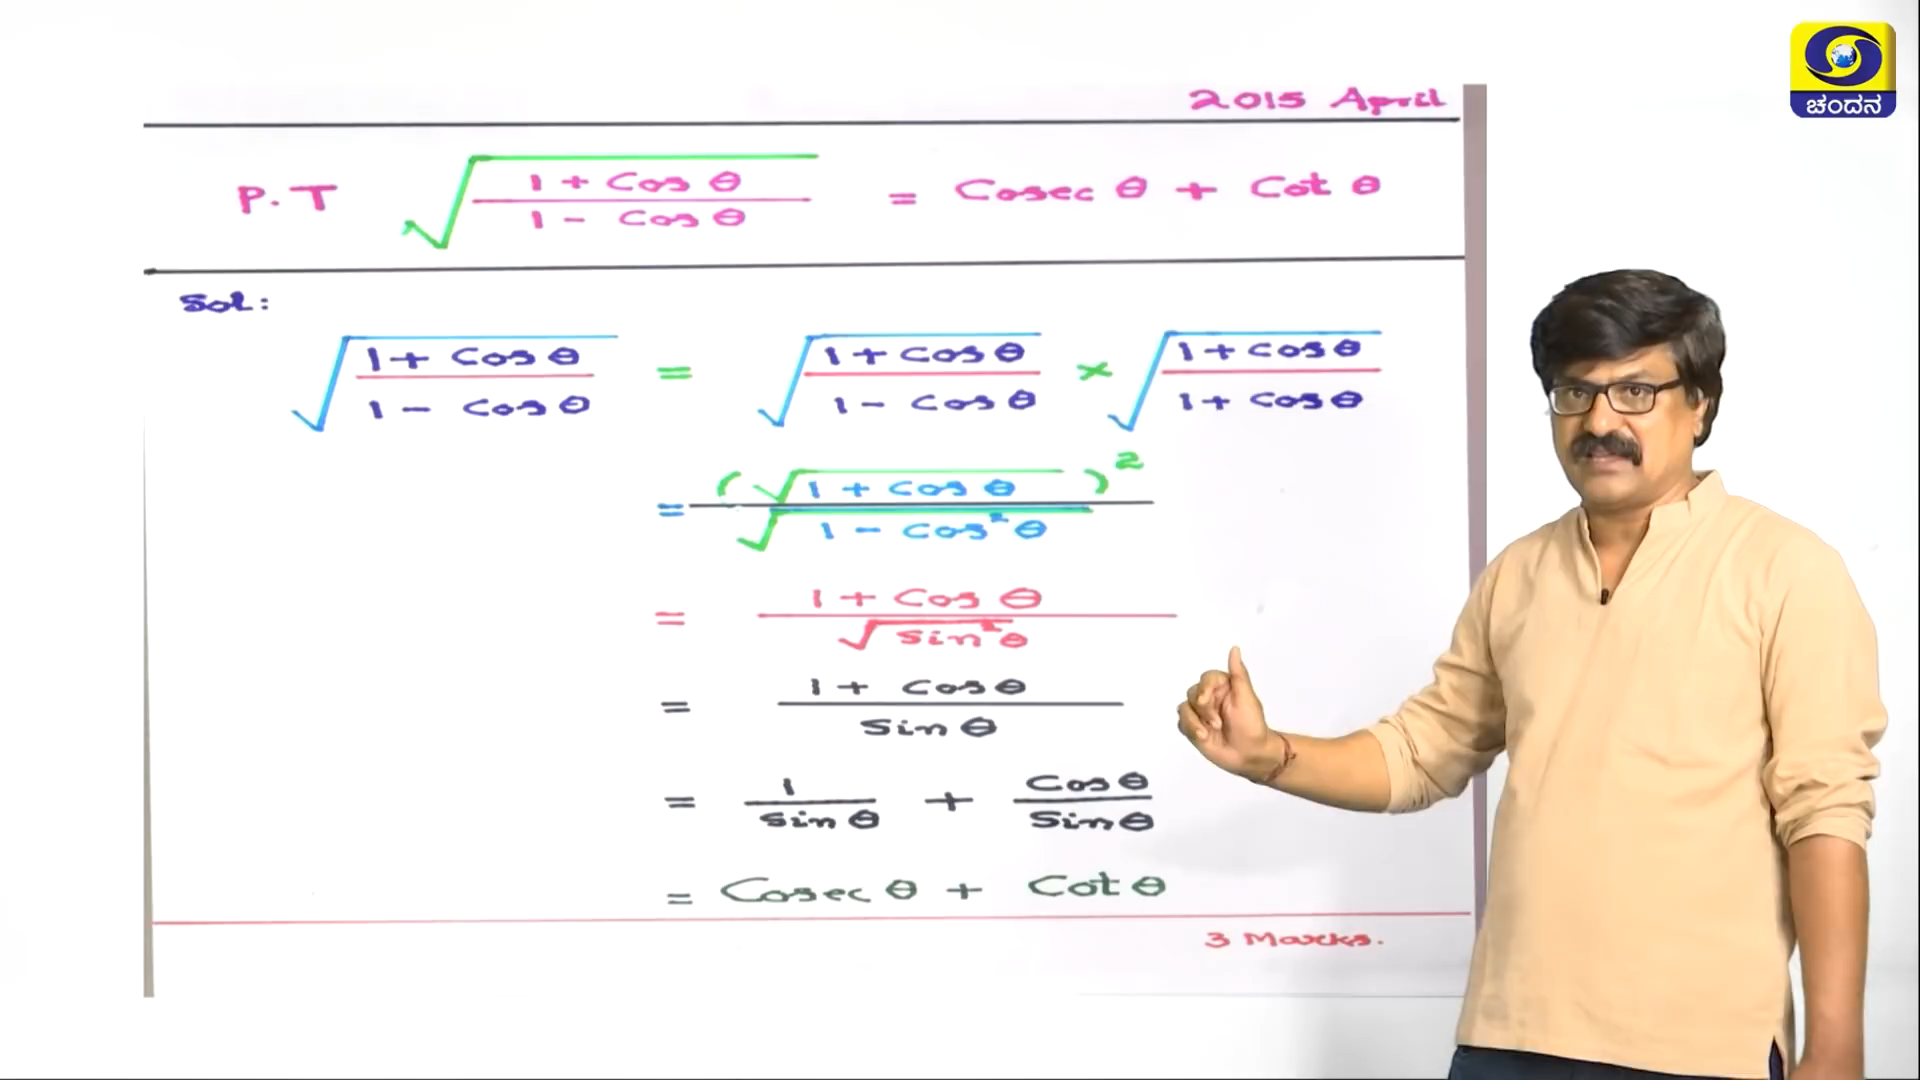 ಚಂದನ
2015 April
P.T √((1 + Cos θ)/(1 - Cos θ)) = Cosec θ + Cot θ
Sol:
√((1 + Cos θ)/(1 - Cos θ)) = √((1 + Cos θ)/(1 - Cos θ)) × √((1 + Cos θ)/(1 + Cos θ))
= (√(1 + Cos θ))² / √(1 - Cos² θ)
= (1 + Cos θ)/√(Sin² θ)
= (1 + Cos θ)/Sin θ
= 1/Sin θ + Cos θ/Sin θ
= Cosec θ + Cot θ
3 Marks.